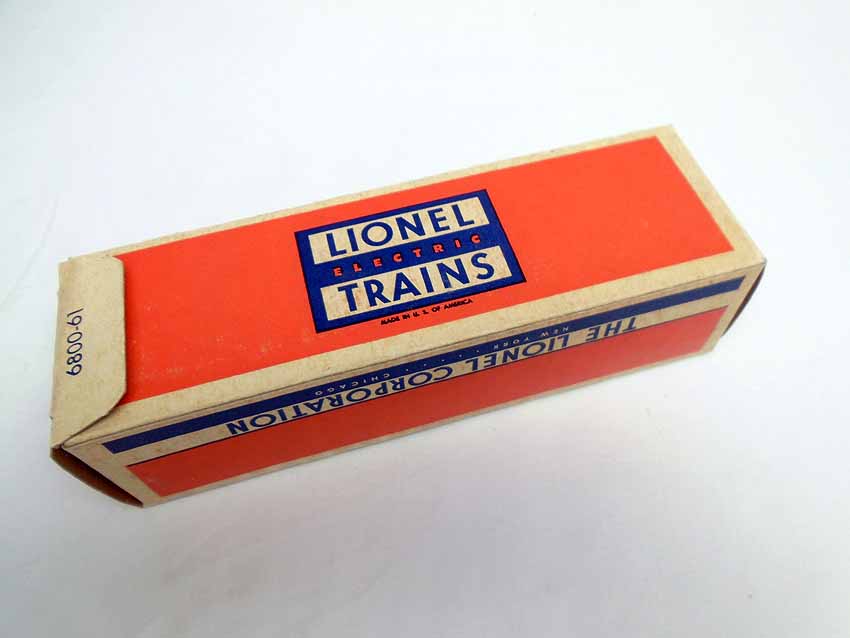 LIONEL
ELECTRIC
TRAINS
MADE IN U. S. OF AMERICA
6800-61
NEW YORK . . . . . . . CHICAGO
THE LIONEL CORPORATION